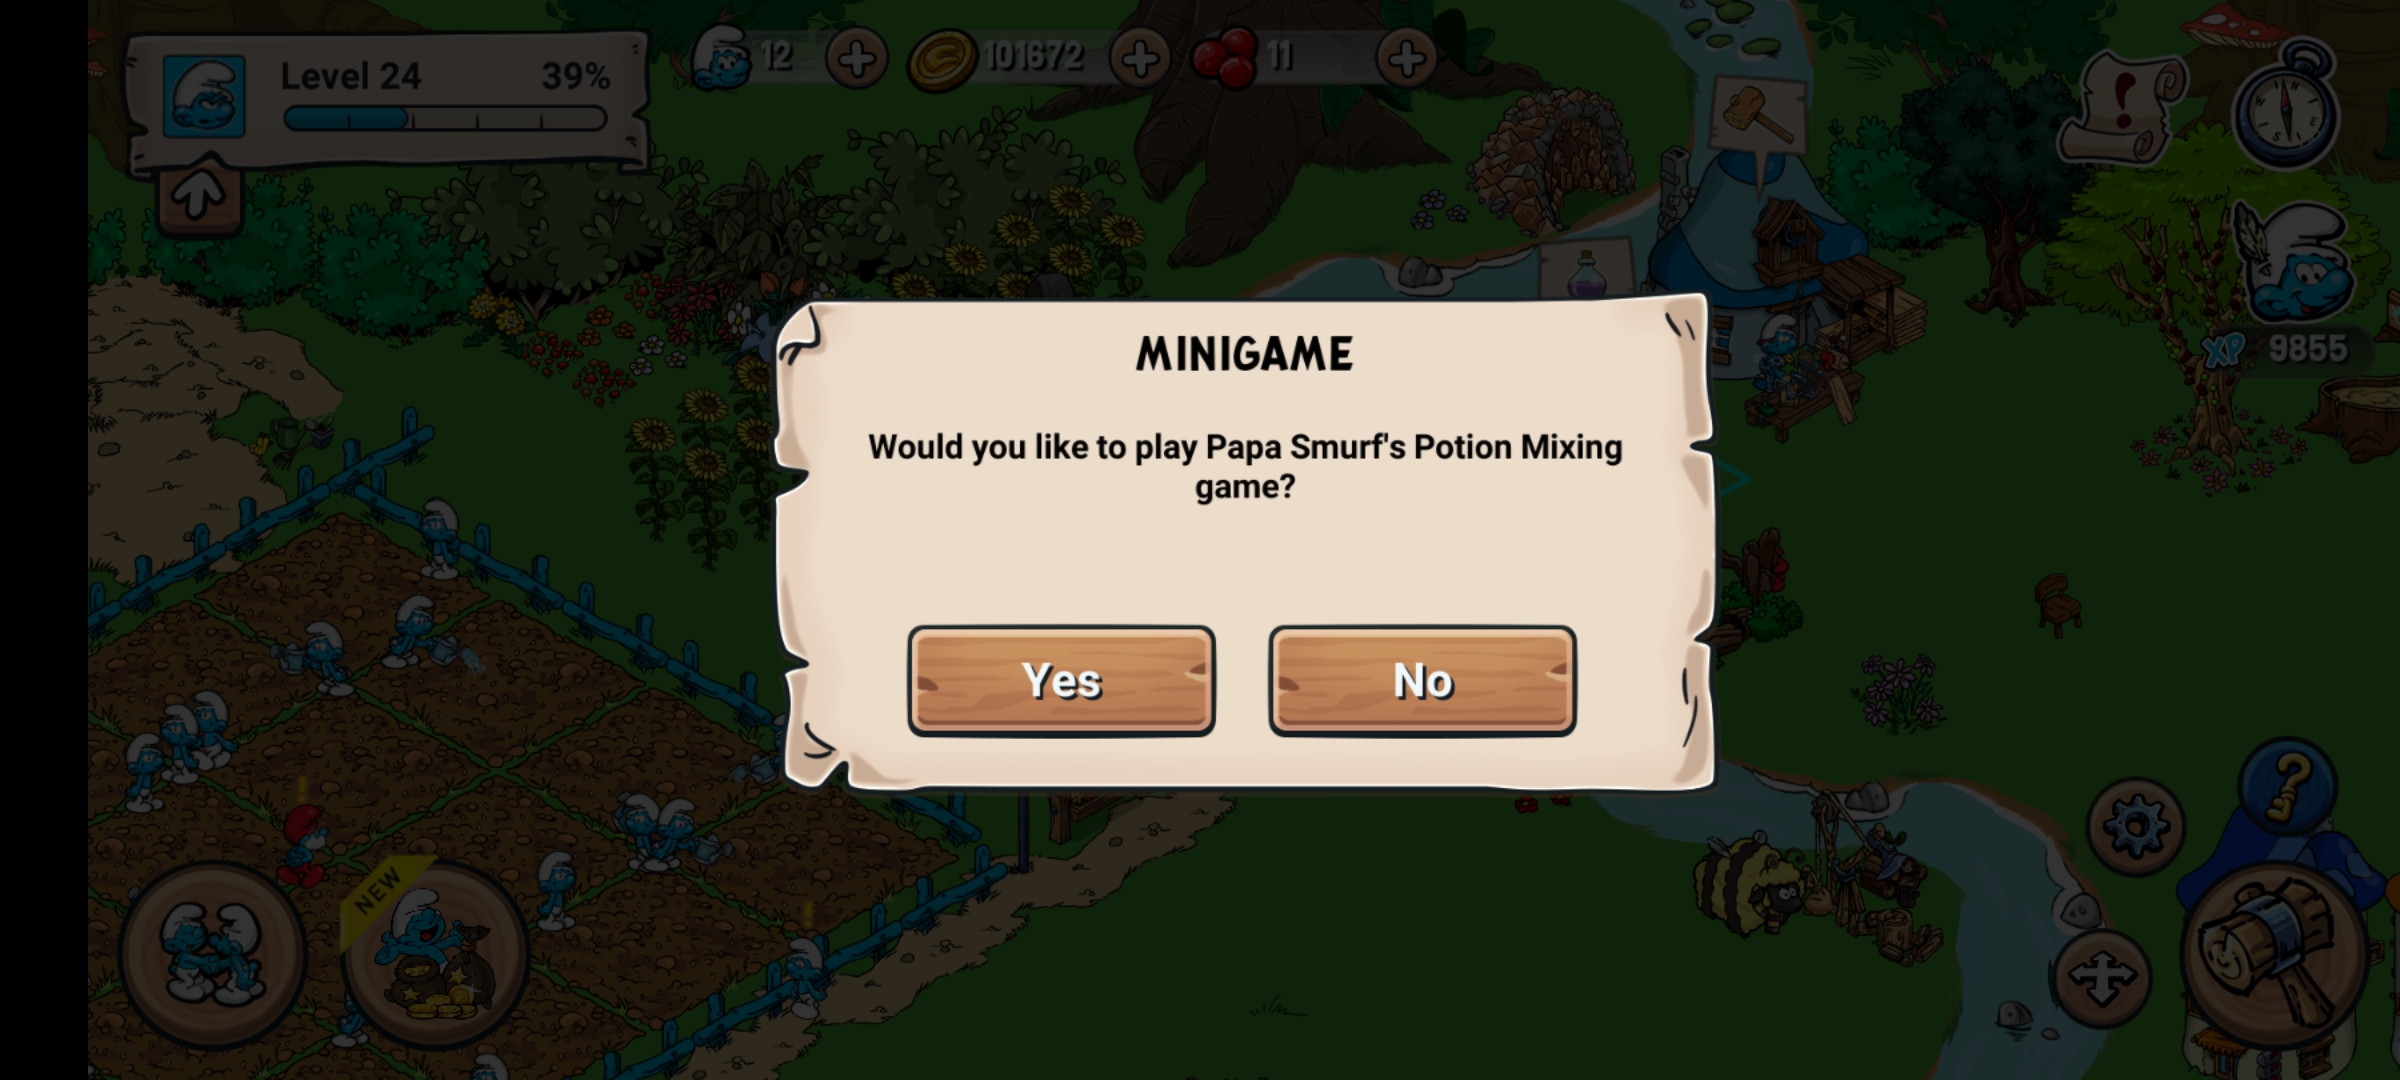 Level 24
39%
12
101672
11
XP 9855
MINIGAME
Would you like to play Papa Smurf's Potion Mixing
game?
Yes
No
NEW